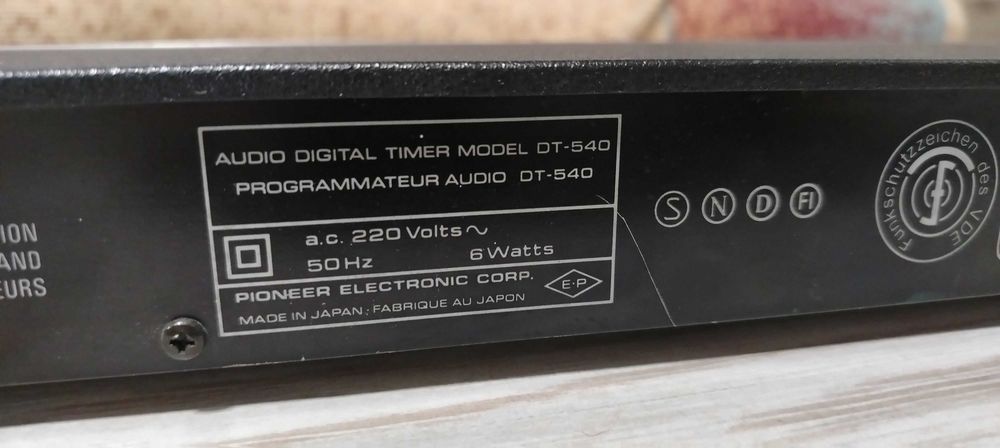 ION
AND
EURS
AUDIO DIGITAL TIMER MODEL DT-540
PROGRAMMATEUR AUDIO DT-540
a.c. 220 Volts ~
50 Hz 6 Watts
PIONEER ELECTRONIC CORP.
MADE IN JAPAN: FABRIQUE AU JAPON
E·P
S N D FI
Funkschutzzeichen des VDE